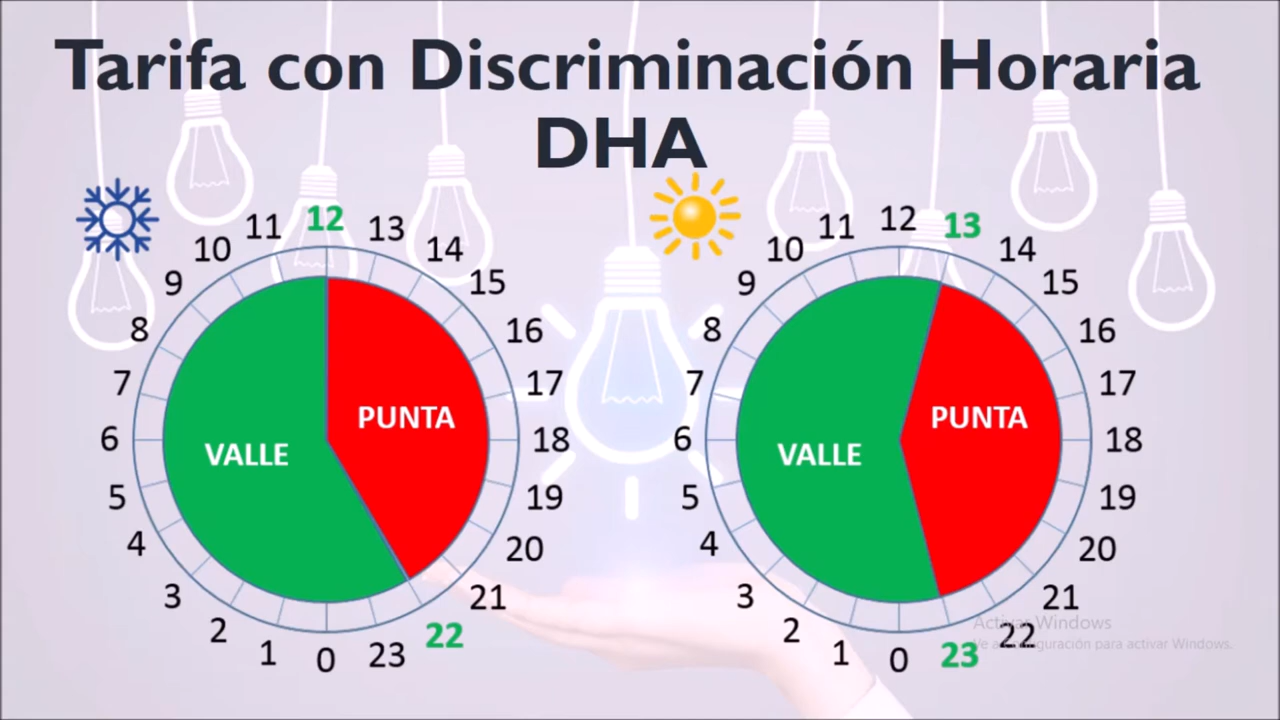 Tarifa con Discriminación Horaria
DHA
11 12 13
10 14
9 15
8 16
7 17
6 18
5 19
4 20
3 21
2 22
1 0 23
VALLE
PUNTA
11 12 13
10 14
9 15
8 16
7 17
6 18
5 19
4 20
3 21
2 22
1 0 23
VALLE
PUNTA
Activar Windows
Ve a Configuración para activar Windows.